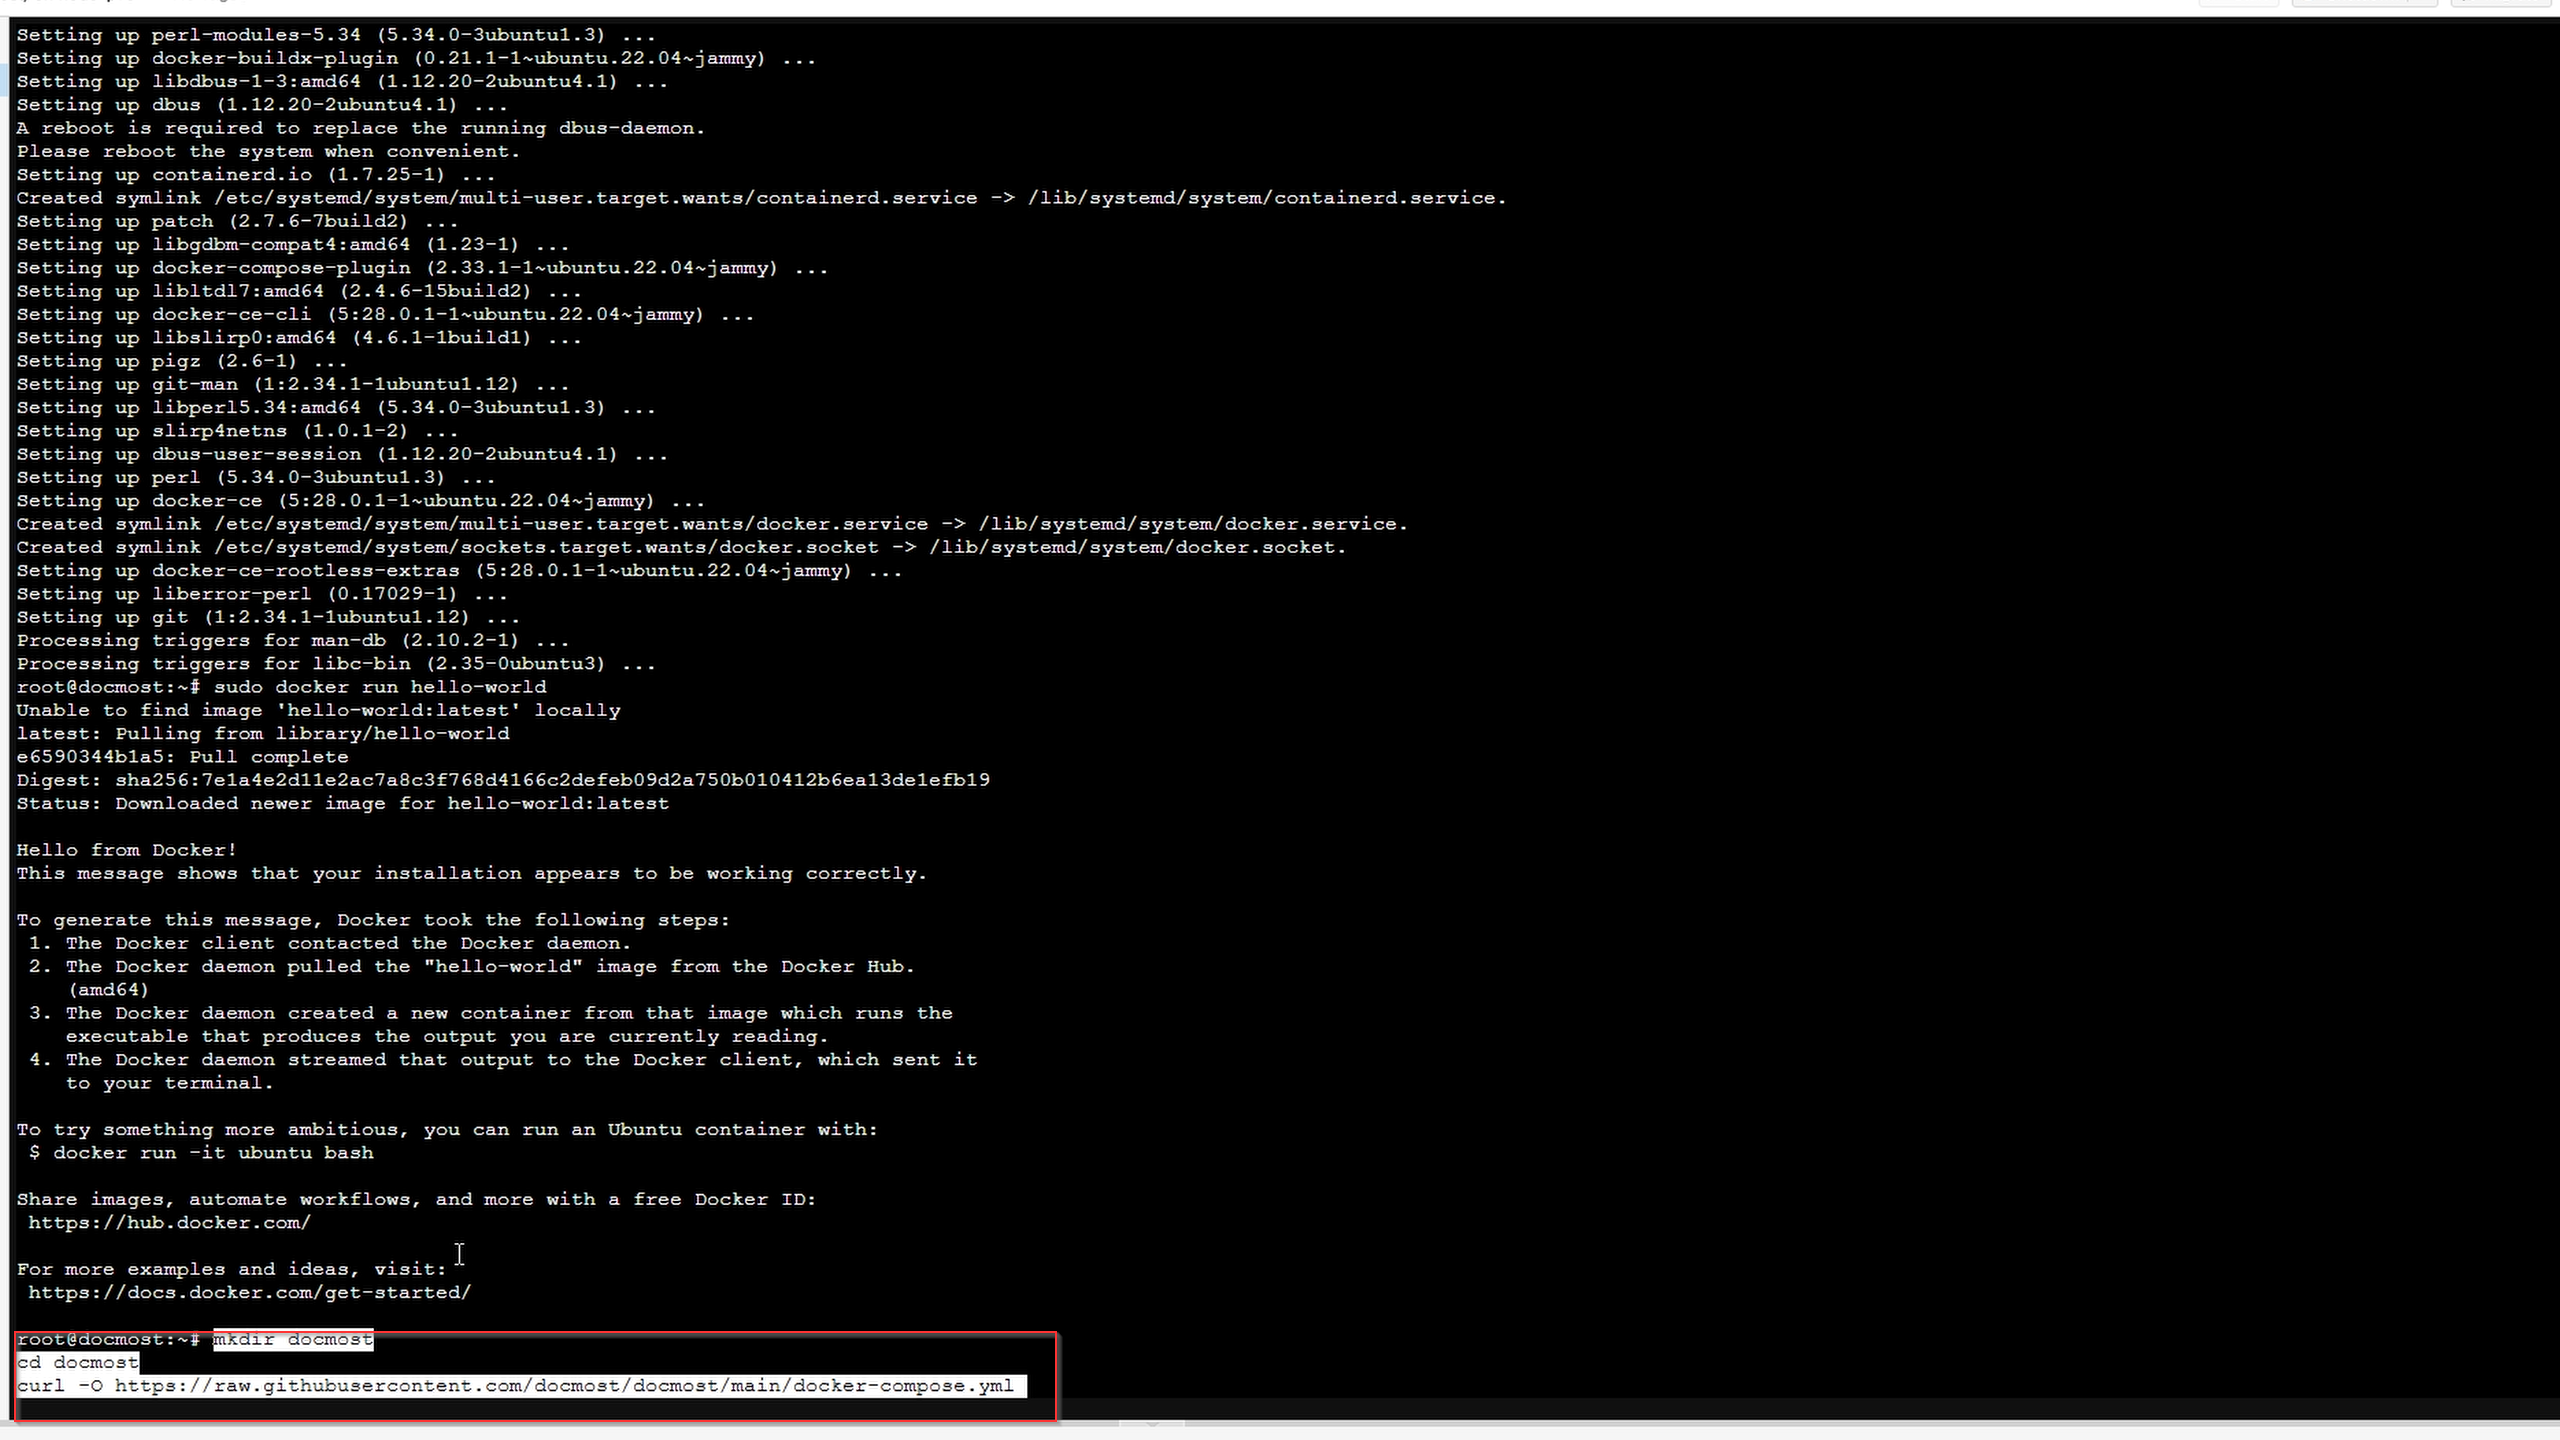 Setting up perl-modules-5.34 (5.34.0-3ubuntu1.3) ...
Setting up docker-buildx-plugin (0.21.1-1~ubuntu.22.04~jammy) ...
Setting up libdbus-1-3:amd64 (1.12.20-2ubuntu4.1) ...
Setting up dbus (1.12.20-2ubuntu4.1) ...
A reboot is required to replace the running dbus-daemon.
Please reboot the system when convenient.
Setting up containerd.io (1.7.25-1) ...
Created symlink /etc/systemd/system/multi-user.target.wants/containerd.service -> /lib/systemd/system/containerd.service.
Setting up patch (2.7.6-7build2) ...
Setting up libgdbm-compat4:amd64 (1.23-1) ...
Setting up docker-compose-plugin (2.33.1-1~ubuntu.22.04~jammy) ...
Setting up libltdl7:amd64 (2.4.6-15build2) ...
Setting up docker-ce-cli (5:28.0.1-1~ubuntu.22.04~jammy) ...
Setting up libslirp0:amd64 (4.6.1-1build1) ...
Setting up pigz (2.6-1) ...
Setting up git-man (1:2.34.1-1ubuntu1.12) ...
Setting up libperl5.34:amd64 (5.34.0-3ubuntu1.3) ...
Setting up slirp4netns (1.0.1-2) ...
Setting up dbus-user-session (1.12.20-2ubuntu4.1) ...
Setting up perl (5.34.0-3ubuntu1.3) ...
Setting up docker-ce (5:28.0.1-1~ubuntu.22.04~jammy) ...
Created symlink /etc/systemd/system/multi-user.target.wants/docker.service -> /lib/systemd/system/docker.service.
Created symlink /etc/systemd/system/sockets.target.wants/docker.socket -> /lib/systemd/system/docker.socket.
Setting up docker-ce-rootless-extras (5:28.0.1-1~ubuntu.22.04~jammy) ...
Setting up liberror-perl (0.17029-1) ...
Setting up git (1:2.34.1-1ubuntu1.12) ...
Processing triggers for man-db (2.10.2-1) ...
Processing triggers for libc-bin (2.35-0ubuntu3) ...
root@docmost:~# sudo docker run hello-world
Unable to find image 'hello-world:latest' locally
latest: Pulling from library/hello-world
e6590344b1a5: Pull complete
Digest: sha256:7e1a4e2d11e2ac7a8c3f768d4166c2defeb09d2a750b010412b6ea13de1efb19
Status: Downloaded newer image for hello-world:latest

Hello from Docker!
This message shows that your installation appears to be working correctly.

To generate this message, Docker took the following steps:
 1. The Docker client contacted the Docker daemon.
 2. The Docker daemon pulled the "hello-world" image from the Docker Hub.
    (amd64)
 3. The Docker daemon created a new container from that image which runs the
    executable that produces the output you are currently reading.
 4. The Docker daemon streamed that output to the Docker client, which sent it
    to your terminal.

To try something more ambitious, you can run an Ubuntu container with:
 $ docker run -it ubuntu bash

Share images, automate workflows, and more with a free Docker ID:
 https://hub.docker.com/

For more examples and ideas, visit:
 https://docs.docker.com/get-started/

root@docmost:~# mkdir docmost
cd docmost
curl -O https://raw.githubusercontent.com/docmost/docmost/main/docker-compose.yml